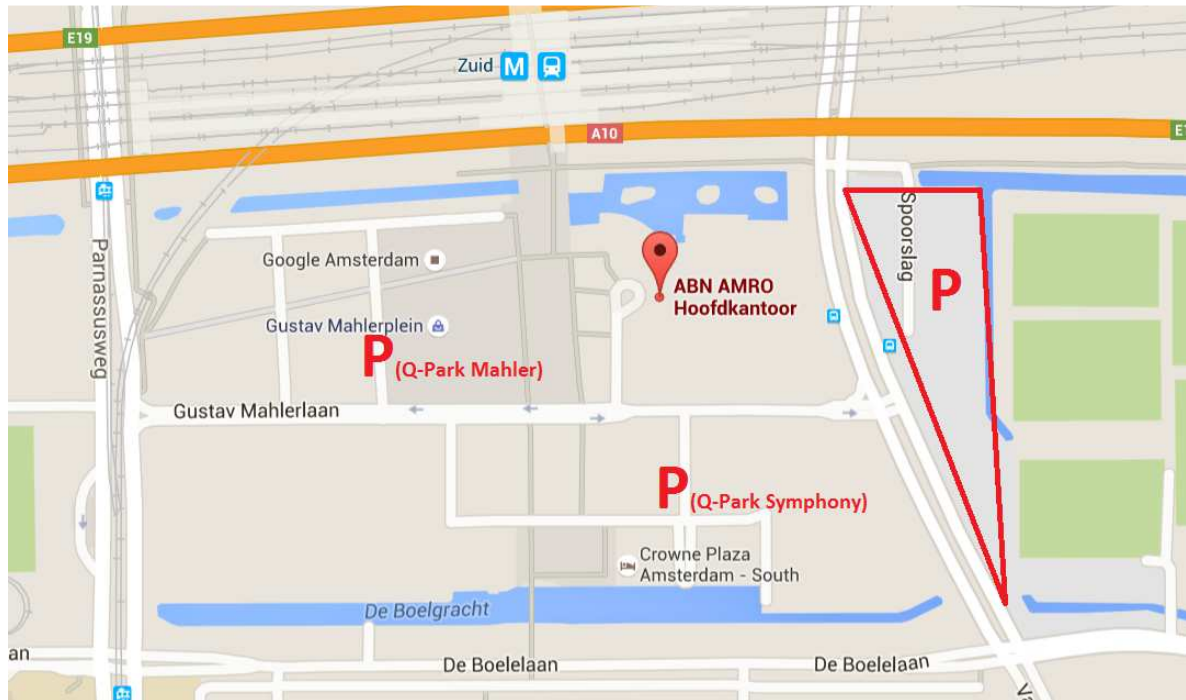 E19
Zuid M
A10
E1
Parnassusweg
Spoorslag
Google Amsterdam
ABN AMRO
Hoofdkantoor
P
Gustav Mahlerplein
P (Q-Park Mahler)
Gustav Mahlerlaan
P (Q-Park Symphony)
Crowne Plaza
Amsterdam - South
De Boelgracht
an
De Boelelaan
De Boelelaan
Va